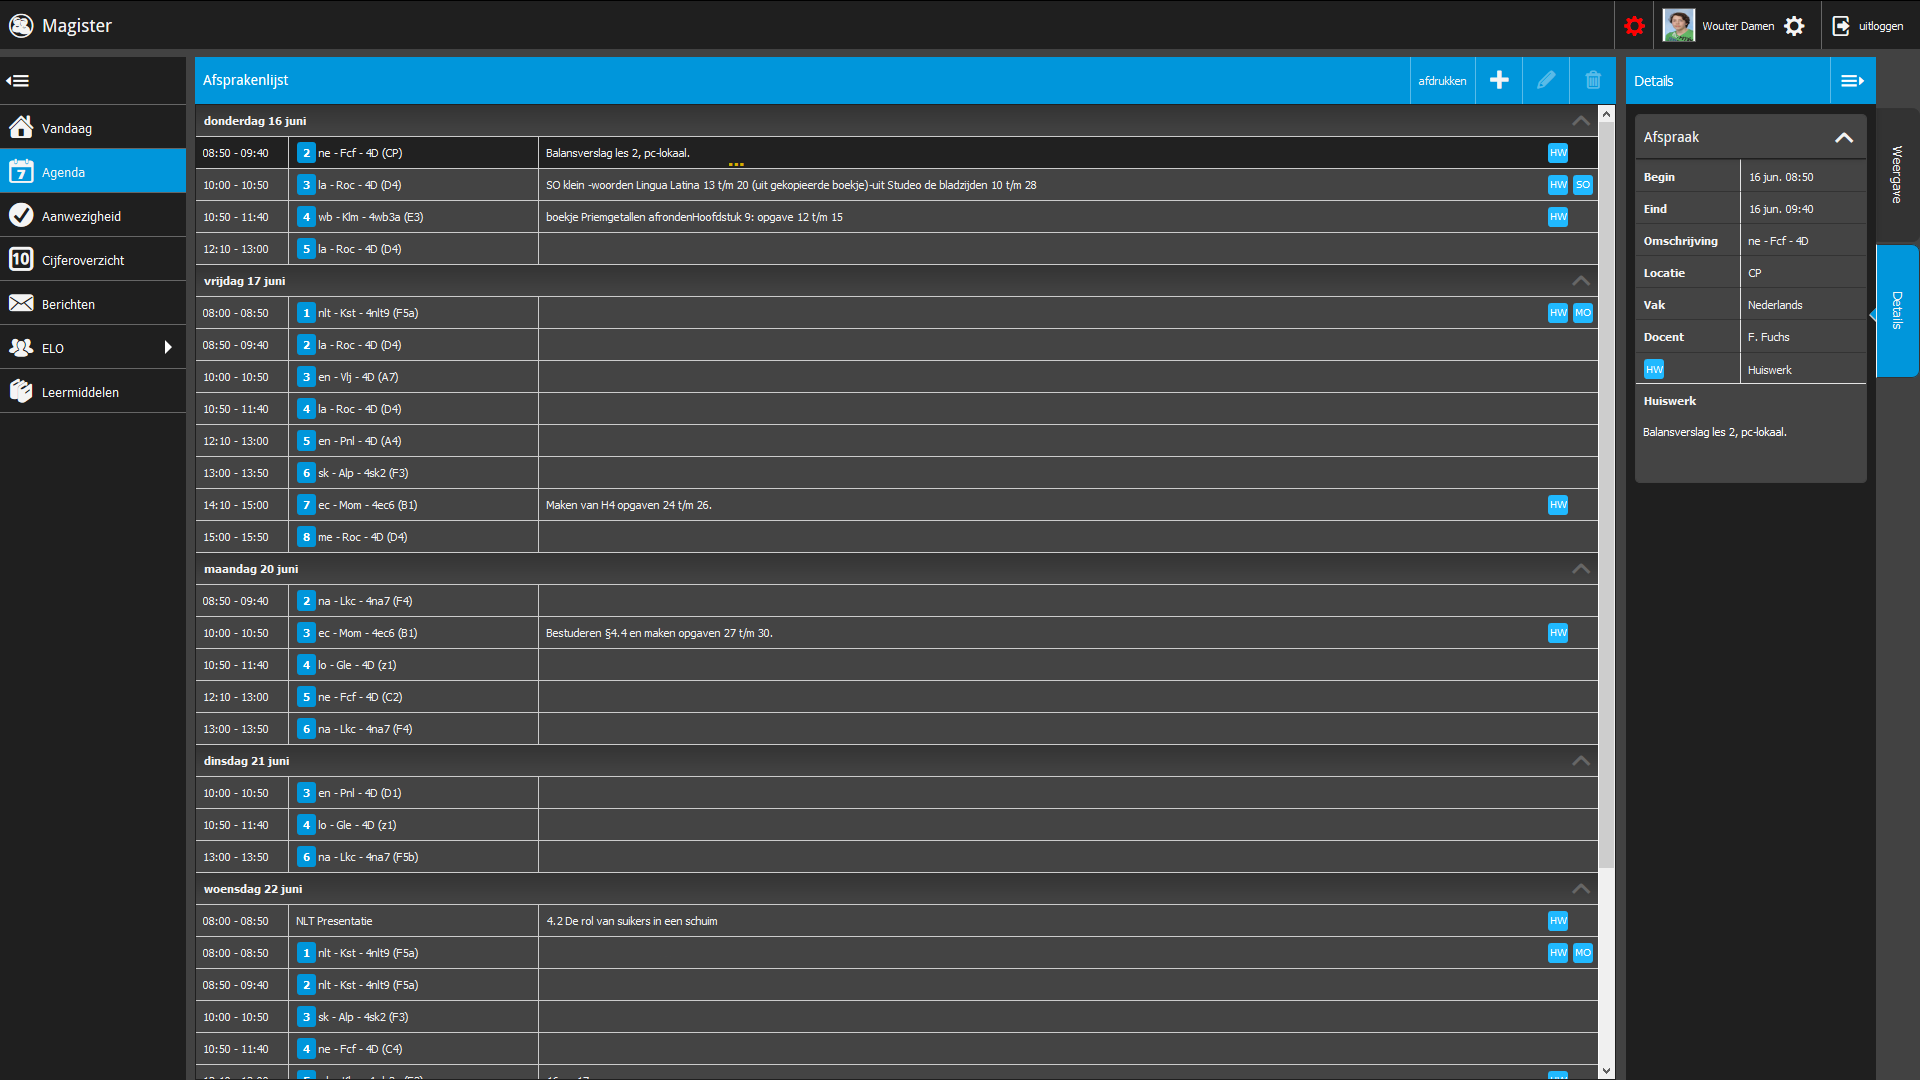 Magister
Wouter Damen
uitloggen
Vandaag
7 Agenda
Aanwezigheid
10 Cijferoverzicht
Berichten
ELO
Leermiddelen
Afsprakenlijst
afdrukken
donderdag 16 juni
08:50 - 09:40 2 ne - Fcf - 4D (CP) Balansverslag les 2, pc-lokaal. HW
10:00 - 10:50 3 la - Roc - 4D (D4) SO klein -woorden Lingua Latina 13 t/m 20 (uit gekopieerde boekje)-uit Studeo de bladzijden 10 t/m 28 HW SO
10:50 - 11:40 4 wb - Klm - 4wb3a (E3) boekje Priemgetallen afrondenHoofdstuk 9: opgave 12 t/m 15 HW
12:10 - 13:00 5 la - Roc - 4D (D4)
vrijdag 17 juni
08:00 - 08:50 1 nlt - Kst - 4nlt9 (F5a) HW MO
08:50 - 09:40 2 la - Roc - 4D (D4)
10:00 - 10:50 3 en - Vlj - 4D (A7)
10:50 - 11:40 4 la - Roc - 4D (D4)
12:10 - 13:00 5 en - Pnl - 4D (A4)
13:00 - 13:50 6 sk - Alp - 4sk2 (F3)
14:10 - 15:00 7 ec - Mom - 4ec6 (B1) Maken van H4 opgaven 24 t/m 26. HW
15:00 - 15:50 8 me - Roc - 4D (D4)
maandag 20 juni
08:50 - 09:40 2 na - Lkc - 4na7 (F4)
10:00 - 10:50 3 ec - Mom - 4ec6 (B1) Bestuderen §4.4 en maken opgaven 27 t/m 30. HW
10:50 - 11:40 4 lo - Gle - 4D (z1)
12:10 - 13:00 5 ne - Fcf - 4D (C2)
13:00 - 13:50 6 na - Lkc - 4na7 (F4)
dinsdag 21 juni
10:00 - 10:50 3 en - Pnl - 4D (D1)
10:50 - 11:40 4 lo - Gle - 4D (z1)
13:00 - 13:50 6 na - Lkc - 4na7 (F5b)
woensdag 22 juni
08:00 - 08:50 NLT Presentatie 4.2 De rol van suikers in een schuim HW
08:00 - 08:50 1 nlt - Kst - 4nlt9 (F5a) HW MO
08:50 - 09:40 2 nlt - Kst - 4nlt9 (F5a)
10:00 - 10:50 3 sk - Alp - 4sk2 (F3)
10:50 - 11:40 4 ne - Fcf - 4D (C4)
Details
Afspraak
Begin 16 jun. 08:50
Eind 16 jun. 09:40
Omschrijving ne - Fcf - 4D
Locatie CP
Vak Nederlands
Docent F. Fuchs
HW Huiswerk
Huiswerk
Balansverslag les 2, pc-lokaal.
Weergave
Details